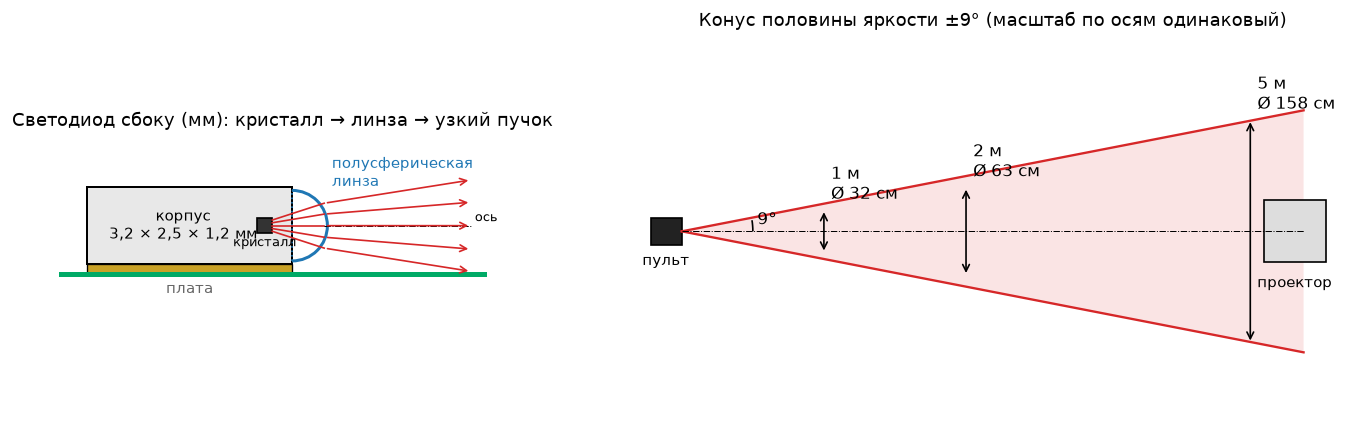 Светодиод сбоку (мм): кристалл → линза → узкий пучок
полусферическая
линза
корпус
3,2 × 2,5 × 1,2 мм
кристалл
ось
плата
Конус половины яркости ±9° (масштаб по осям одинаковый)
5 м
Ø 158 см
2 м
Ø 63 см
1 м
Ø 32 см
9°
пульт
проектор